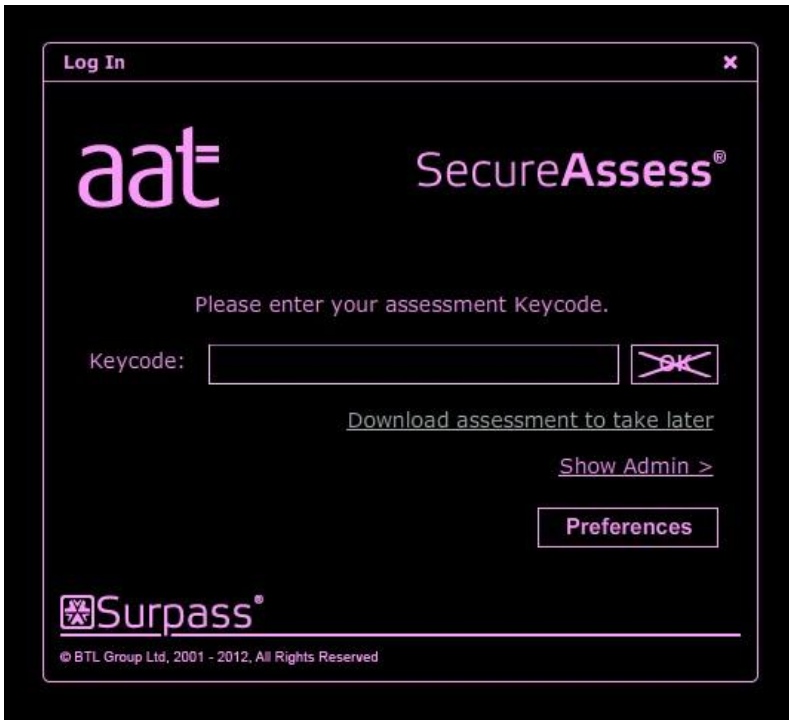 Log In
aat
SecureAssess®
Please enter your assessment Keycode.
Keycode:
OK
Download assessment to take later
Show Admin >
Preferences
Surpass®
© BTL Group Ltd, 2001 - 2012, All Rights Reserved